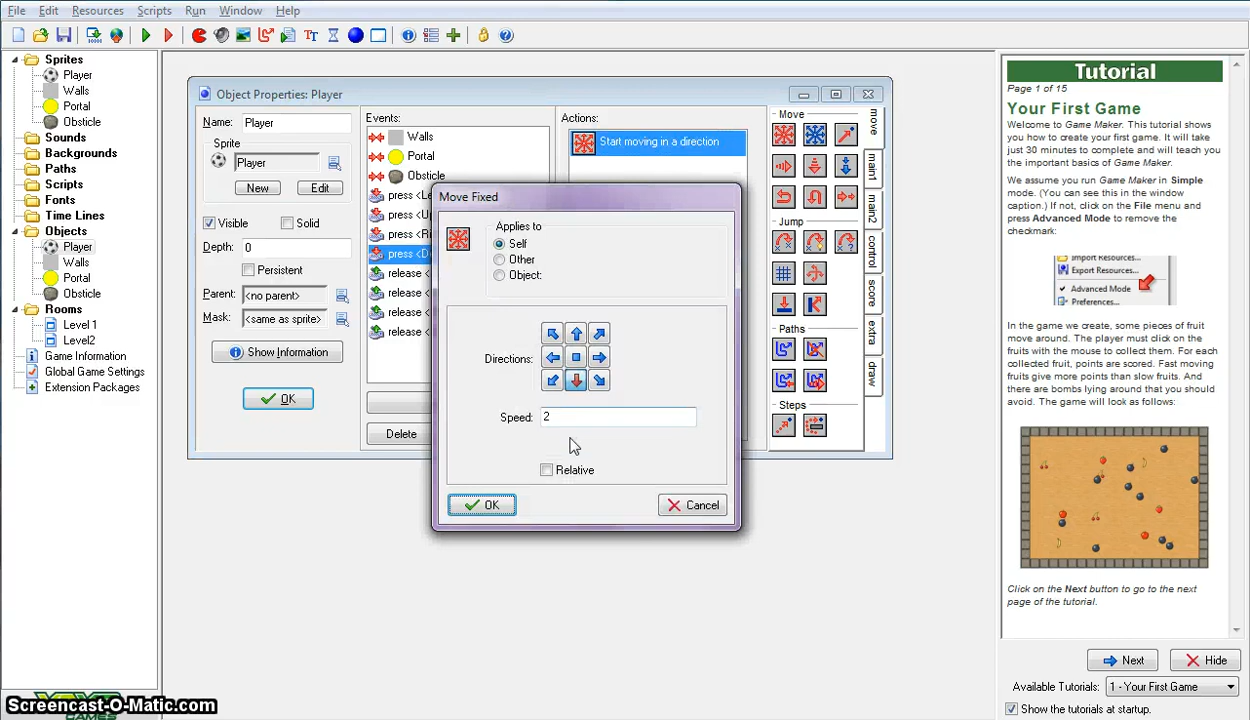 File Edit Resources Scripts Run Window Help
Sprites
Player
Walls
Portal
Obsticle
Sounds
Backgrounds
Paths
Scripts
Fonts
Time Lines
Objects
Player
Walls
Portal
Obsticle
Rooms
Level 1
Level2
Game Information
Global Game Settings
Extension Packages
Object Properties: Player
Name: Player
Sprite
Player
New Edit
Visible Solid
Depth: 0
Persistent
Parent: <no parent>
Mask: <same as sprite>
Show Information
OK
Events:
Walls
Portal
Obsticle
press <Le
press <Up
press <Ri
press <D
release <
release <
release <
release <
Delete
Actions:
Start moving in a direction
Move Fixed
Applies to
Self
Other
Object:
Directions:
Speed: 2
Relative
OK Cancel
Move
Jump
Paths
Steps
move
main1
main2
control
score
extra
draw
Tutorial
Page 1 of 15
Your First Game
Welcome to Game Maker. This tutorial shows
you how to create your first game. It will take
just 30 minutes to complete and will teach you
the important basics of Game Maker.
We assume you run Game Maker in Simple
mode. (You can see this in the window
caption.) If not, click on the File menu and
press Advanced Mode to remove the
checkmark:
Import Resources...
Export Resources...
Advanced Mode
Preferences...
In the game we create, some pieces of fruit
move around. The player must click on the
fruits with the mouse to collect them. For each
collected fruit, points are scored. Fast moving
fruits give more points than slow fruits. And
there are bombs lying around that you should
avoid. The game will look as follows:
Click on the Next button to go to the next
page of the tutorial.
Next Hide
Available Tutorials: 1 - Your First Game
Show the tutorials at startup.
GAMES
Screencast-O-Matic.com